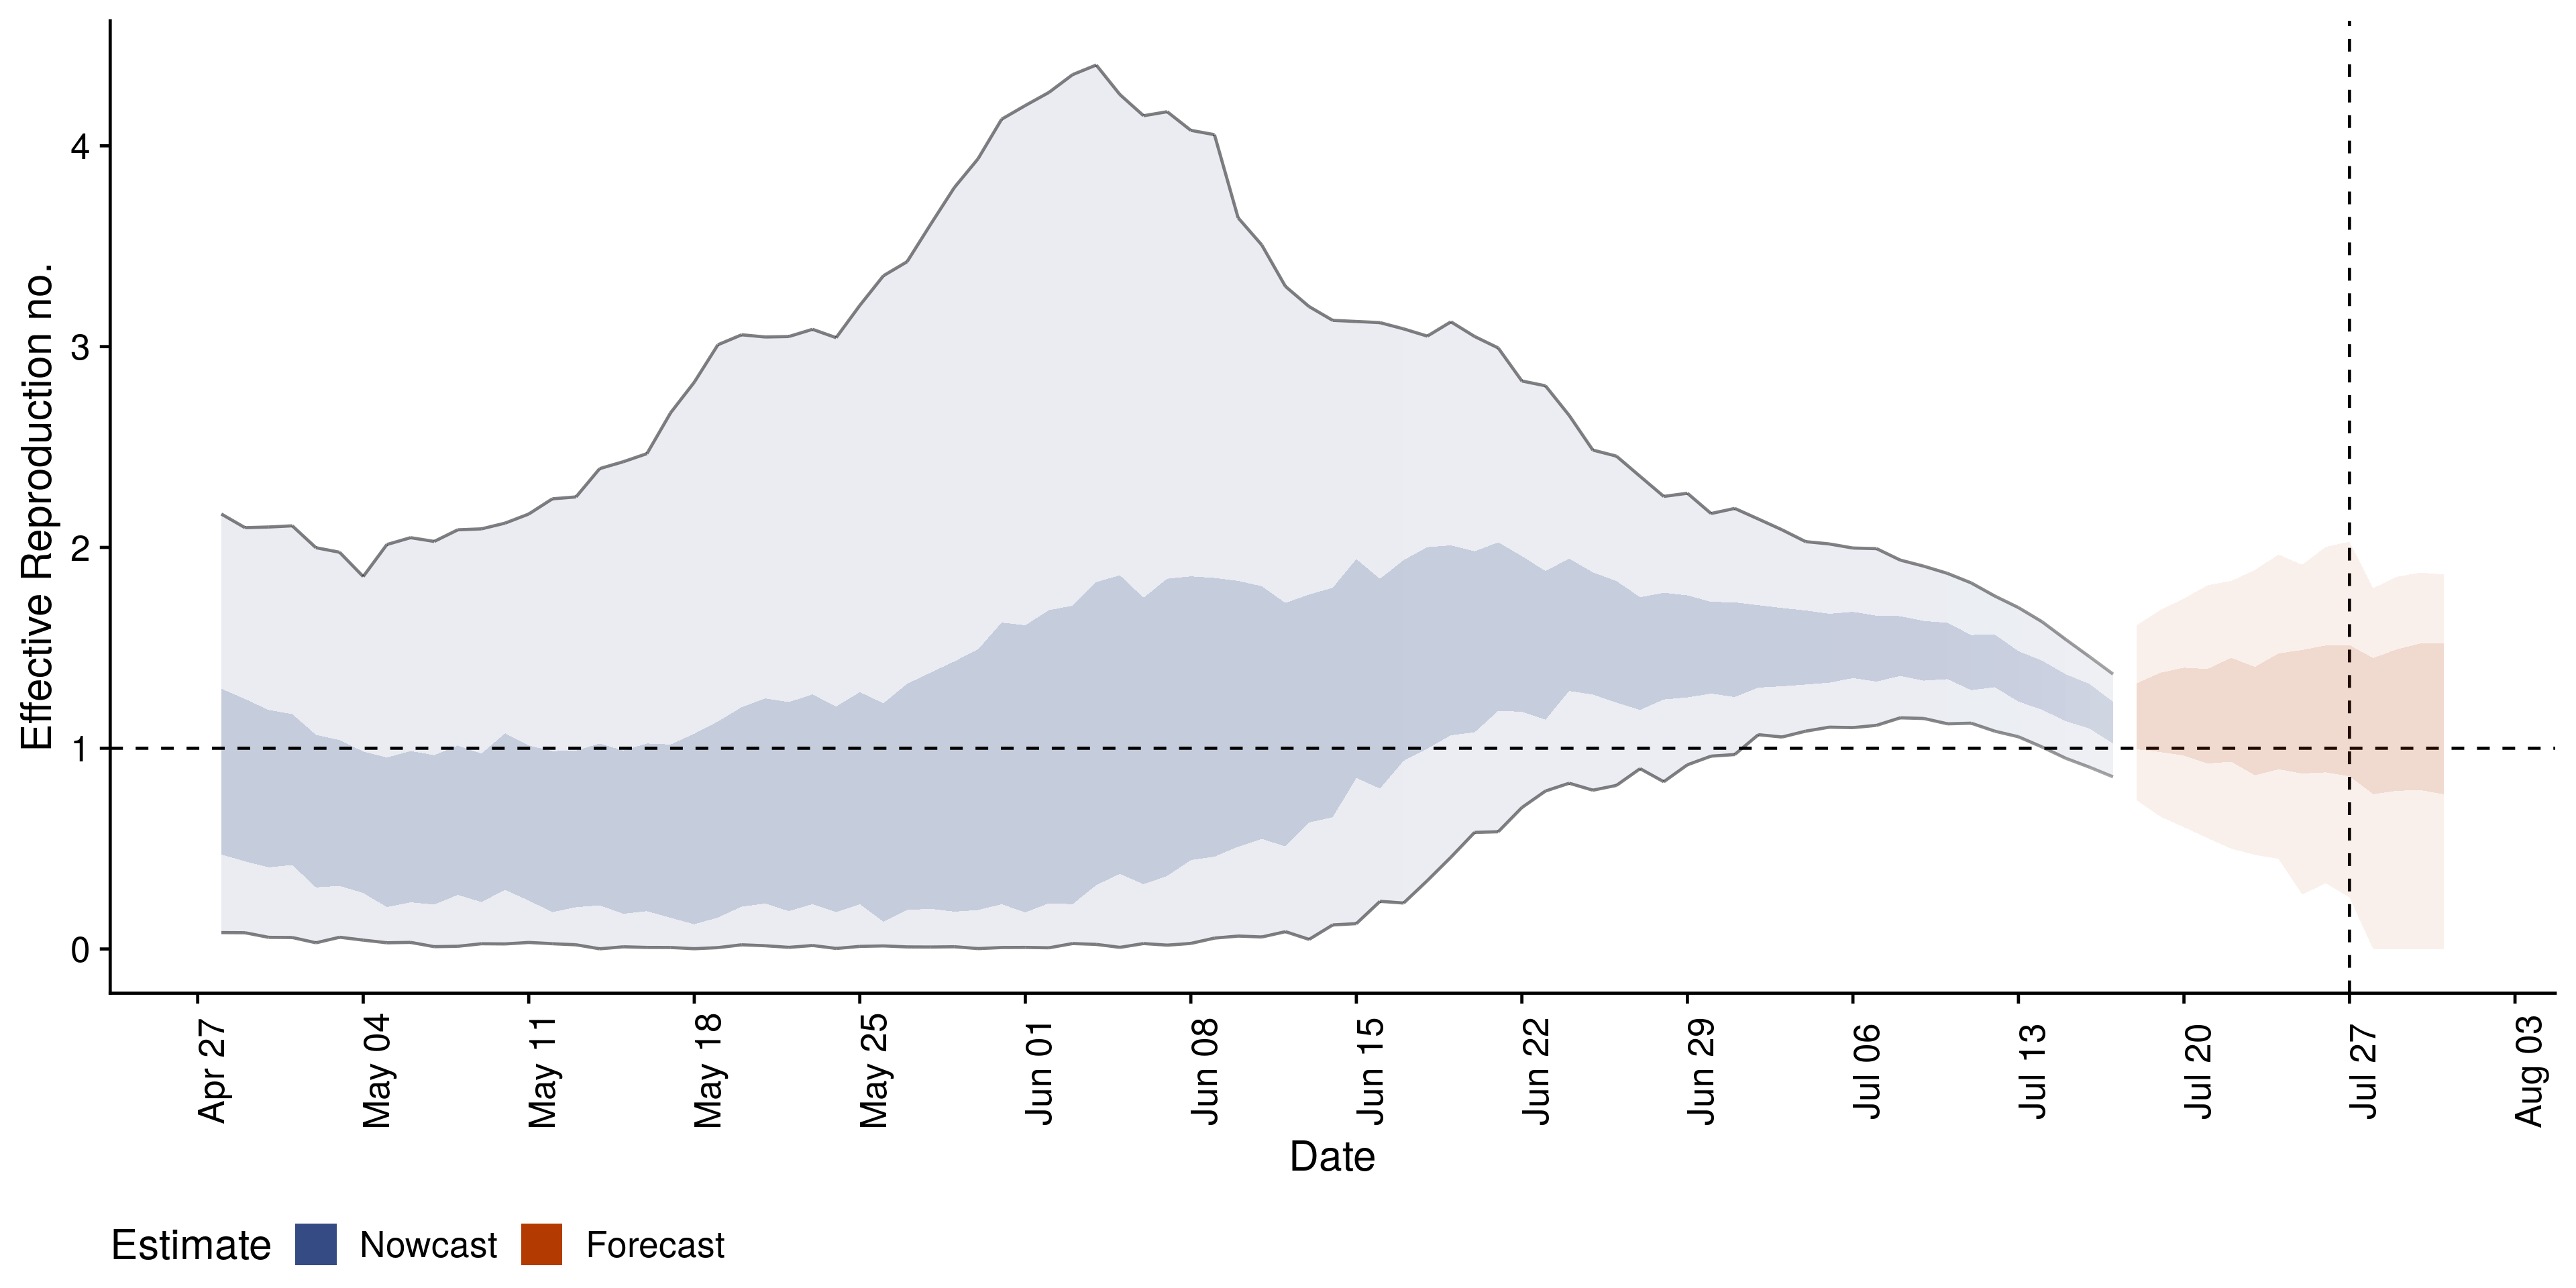 Effective Reproduction no.
4
3
2
1
0
Apr 27
May 04
May 11
May 18
May 25
Jun 01
Jun 08
Jun 15
Jun 22
Jun 29
Jul 06
Jul 13
Jul 20
Jul 27
Aug 03
Date
Estimate Nowcast Forecast